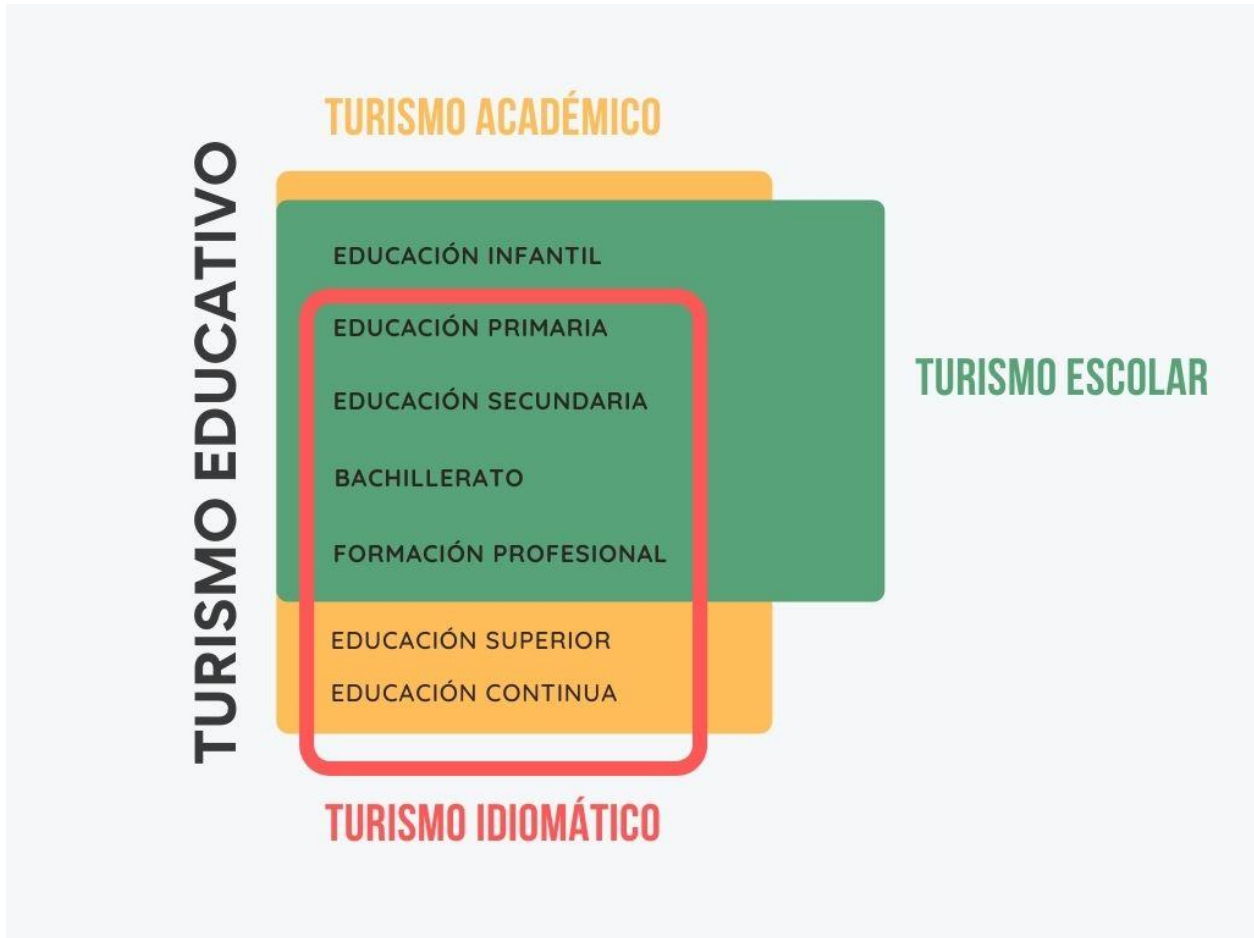 TURISMO EDUCATIVO
TURISMO ACADÉMICO
EDUCACIÓN INFANTIL
EDUCACIÓN PRIMARIA
EDUCACIÓN SECUNDARIA
BACHILLERATO
FORMACIÓN PROFESIONAL
EDUCACIÓN SUPERIOR
EDUCACIÓN CONTINUA
TURISMO ESCOLAR
TURISMO IDIOMÁTICO